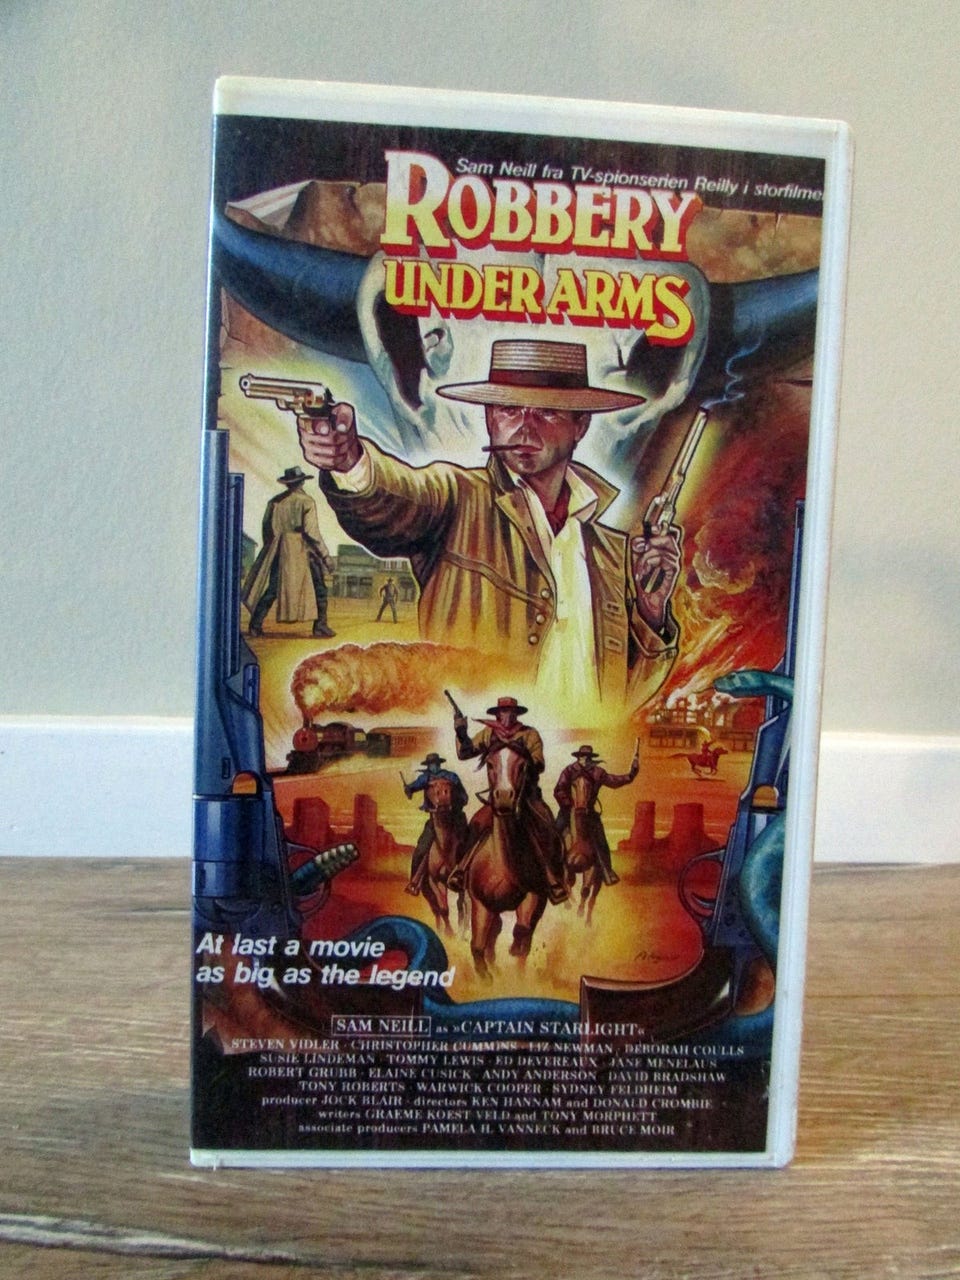 Sam Neill fra TV-spionserien Reilly i storfilmen
ROBBERY
UNDER ARMS
At last a movie
as big as the legend
SAM NEILL as »CAPTAIN STARLIGHT«
STEVEN VIDLER · CHRISTOPHER CUMMINS · LIZ NEWMAN · DEBORAH COULLS
SUSIE LINDEMAN · TOMMY LEWIS · ED DEVEREAUX · JANE MENELAUS
ROBERT GRUBB · ELAINE CUSICK · ANDY ANDERSON · DAVID BRADSHAW
TONY ROBERTS · WARWICK COOPER · SYDNEY FELDHEIM
producer JOCK BLAIR · directors KEN HANNAM and DONALD CROMBIE
writers GRAEME KOEST VELD and TONY MORPHETT
associate producers PAMELA H. VANNECK and BRUCE MOIR